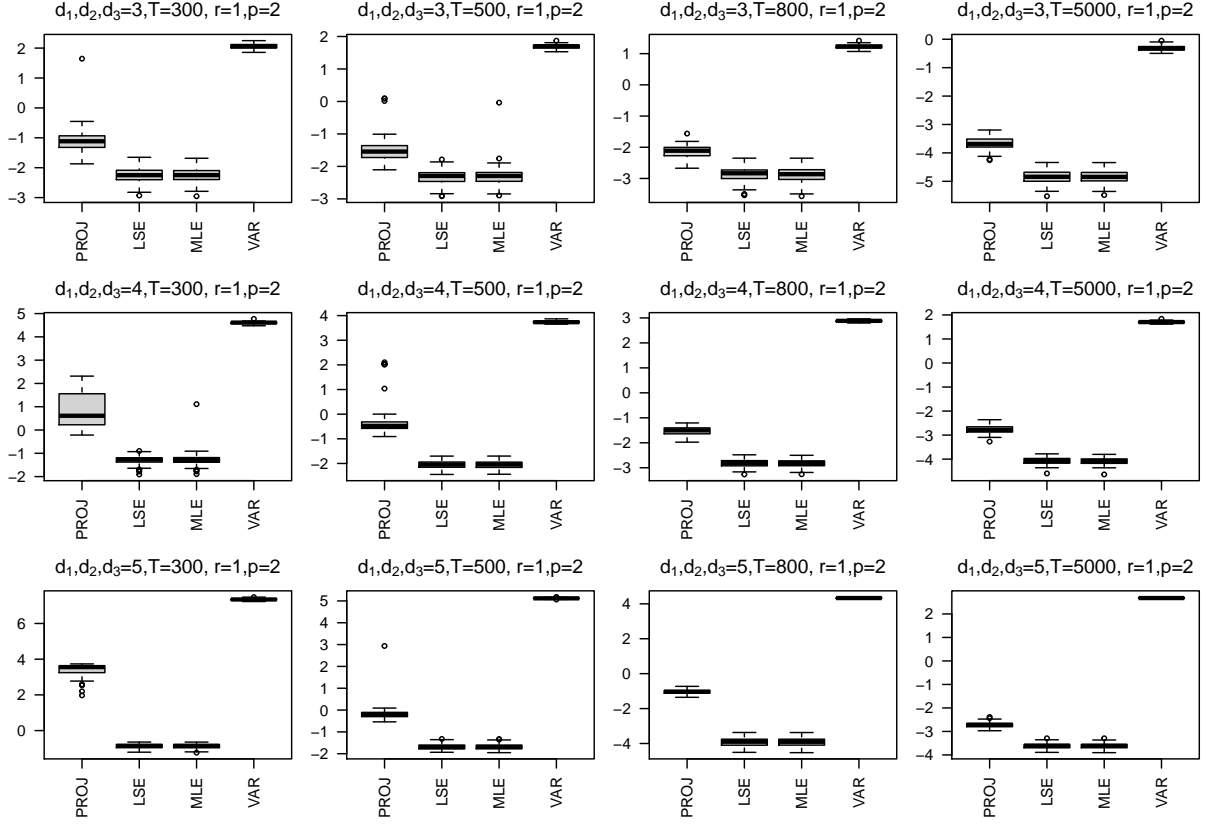 d₁,d₂,d₃=3,T=300, r=1,p=2
2
1
0
−1
−2
−3
PROJ
LSE
MLE
VAR
d₁,d₂,d₃=3,T=500, r=1,p=2
2
1
0
−1
−2
−3
PROJ
LSE
MLE
VAR
d₁,d₂,d₃=3,T=800, r=1,p=2
1
0
−1
−2
−3
PROJ
LSE
MLE
VAR
d₁,d₂,d₃=3,T=5000, r=1,p=2
0
−1
−2
−3
−4
−5
PROJ
LSE
MLE
VAR
d₁,d₂,d₃=4,T=300, r=1,p=2
5
4
3
2
1
0
−1
−2
PROJ
LSE
MLE
VAR
d₁,d₂,d₃=4,T=500, r=1,p=2
4
3
2
1
0
−1
−2
PROJ
LSE
MLE
VAR
d₁,d₂,d₃=4,T=800, r=1,p=2
3
2
1
0
−1
−2
−3
PROJ
LSE
MLE
VAR
d₁,d₂,d₃=4,T=5000, r=1,p=2
2
1
0
−1
−2
−3
−4
PROJ
LSE
MLE
VAR
d₁,d₂,d₃=5,T=300, r=1,p=2
6
4
2
0
PROJ
LSE
MLE
VAR
d₁,d₂,d₃=5,T=500, r=1,p=2
5
4
3
2
1
0
−1
−2
PROJ
LSE
MLE
VAR
d₁,d₂,d₃=5,T=800, r=1,p=2
4
2
0
−2
−4
PROJ
LSE
MLE
VAR
d₁,d₂,d₃=5,T=5000, r=1,p=2
2
1
0
−1
−2
−3
−4
PROJ
LSE
MLE
VAR